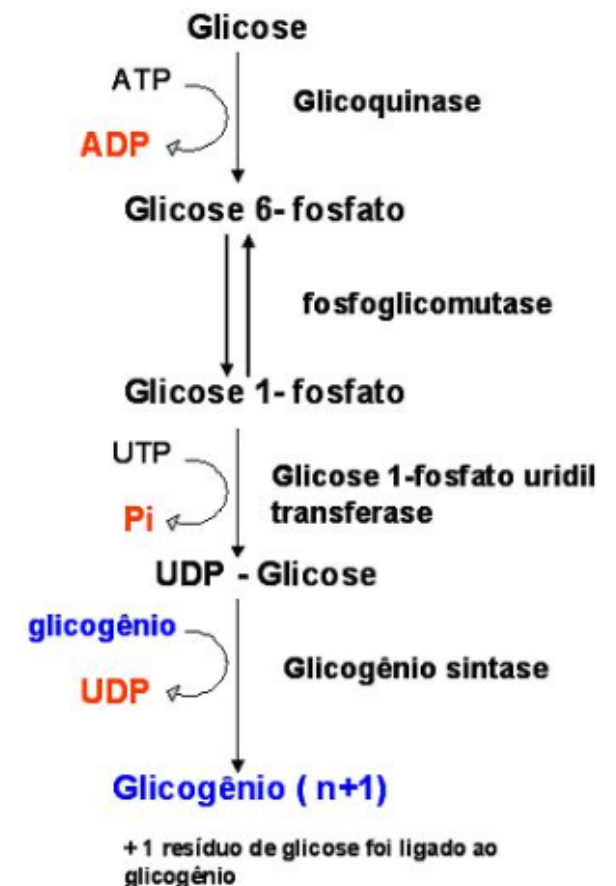 Glicose
ATP
Glicoquinase
ADP
Glicose 6- fosfato
fosfoglicomutase
Glicose 1- fosfato
UTP
Glicose 1-fosfato uridil
transferase
Pi
UDP - Glicose
glicogênio
Glicogênio sintase
UDP
Glicogênio ( n+1)
+ 1 resíduo de glicose foi ligado ao
glicogênio